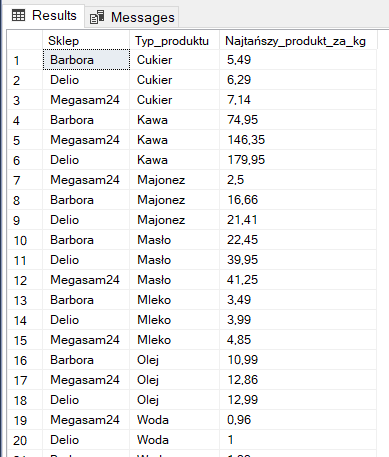 Results Messages
Sklep Typ_produktu Najtańszy_produkt_za_kg
1 Barbora Cukier 5,49
2 Delio Cukier 6,29
3 Megasam24 Cukier 7,14
4 Barbora Kawa 74,95
5 Megasam24 Kawa 146,35
6 Delio Kawa 179,95
7 Megasam24 Majonez 2,5
8 Barbora Majonez 16,66
9 Delio Majonez 21,41
10 Barbora Masło 22,45
11 Delio Masło 39,95
12 Megasam24 Masło 41,25
13 Barbora Mleko 3,49
14 Delio Mleko 3,99
15 Megasam24 Mleko 4,85
16 Barbora Olej 10,99
17 Megasam24 Olej 12,86
18 Delio Olej 12,99
19 Megasam24 Woda 0,96
20 Delio Woda 1